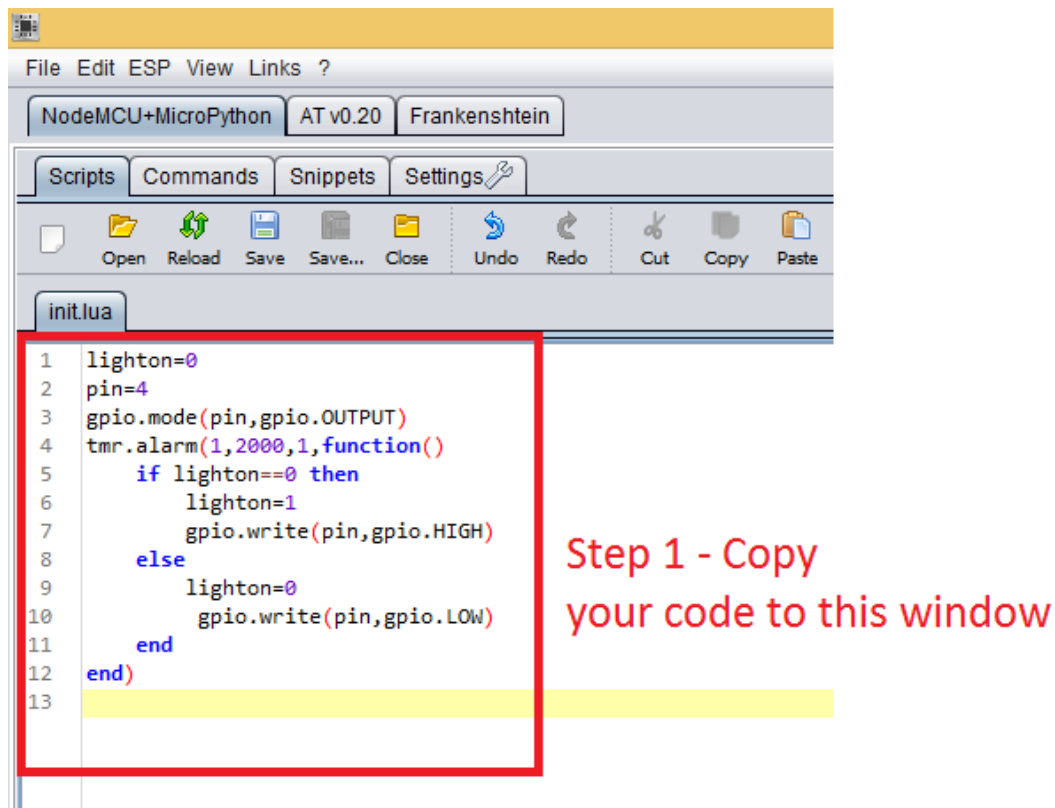 File Edit ESP View Links ?
NodeMCU+MicroPython AT v0.20 Frankenshtein
Scripts Commands Snippets Settings
Open Reload Save Save... Close Undo Redo Cut Copy Paste
init.lua
1 lighton=0
2 pin=4
3 gpio.mode(pin,gpio.OUTPUT)
4 tmr.alarm(1,2000,1,function()
5     if lighton==0 then
6         lighton=1
7         gpio.write(pin,gpio.HIGH)
8     else
9         lighton=0
10          gpio.write(pin,gpio.LOW)
11     end
12 end)
13
Step 1 - Copy
your code to this window